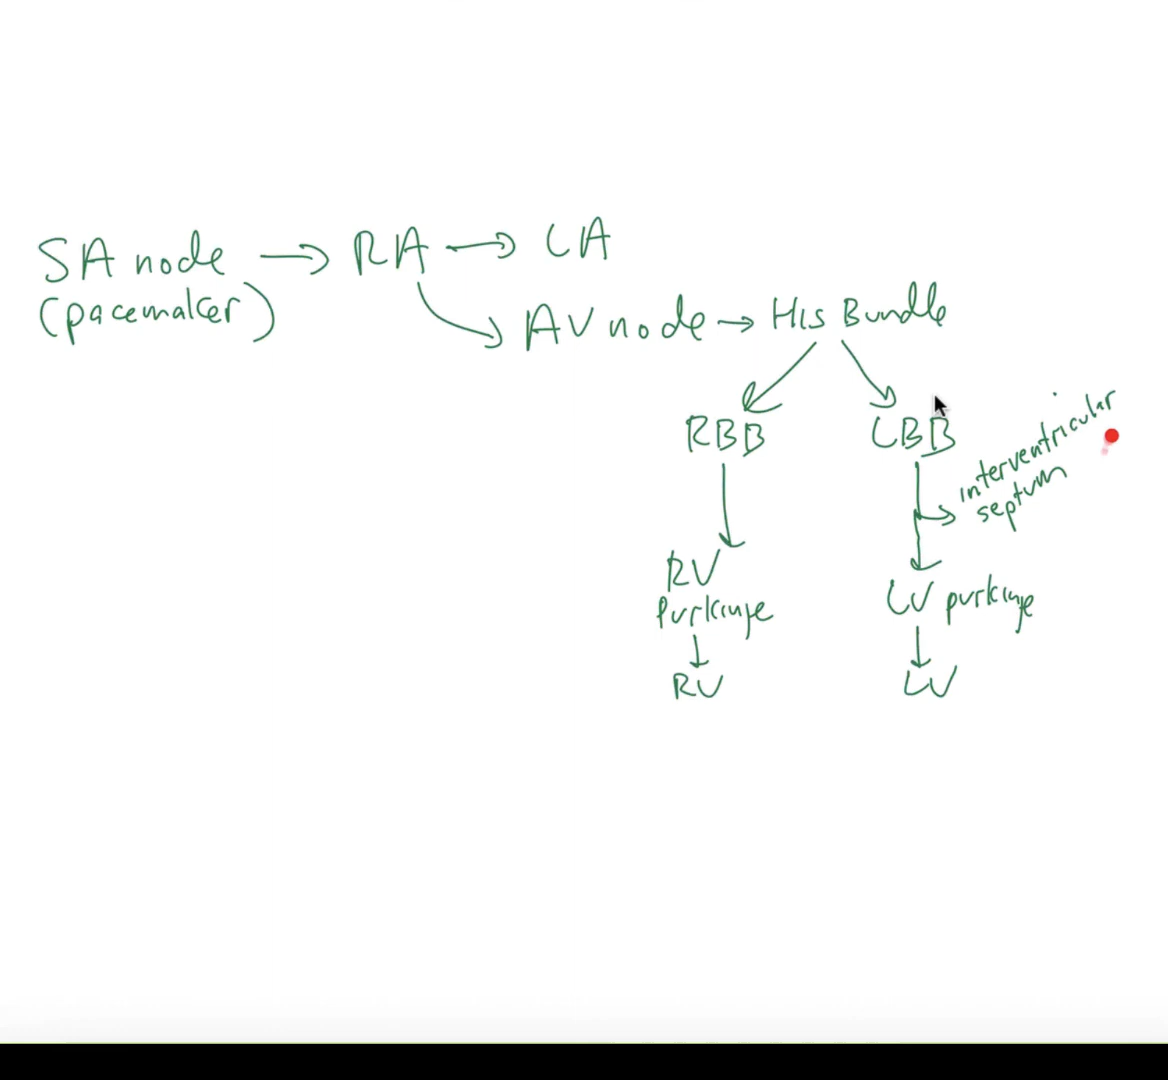 SA node → RA → LA
(pacemaker)
AV node → His Bundle
RBB
LBB
interventricular
septum
RV
Purkinje
LV purkinje
RV
LV